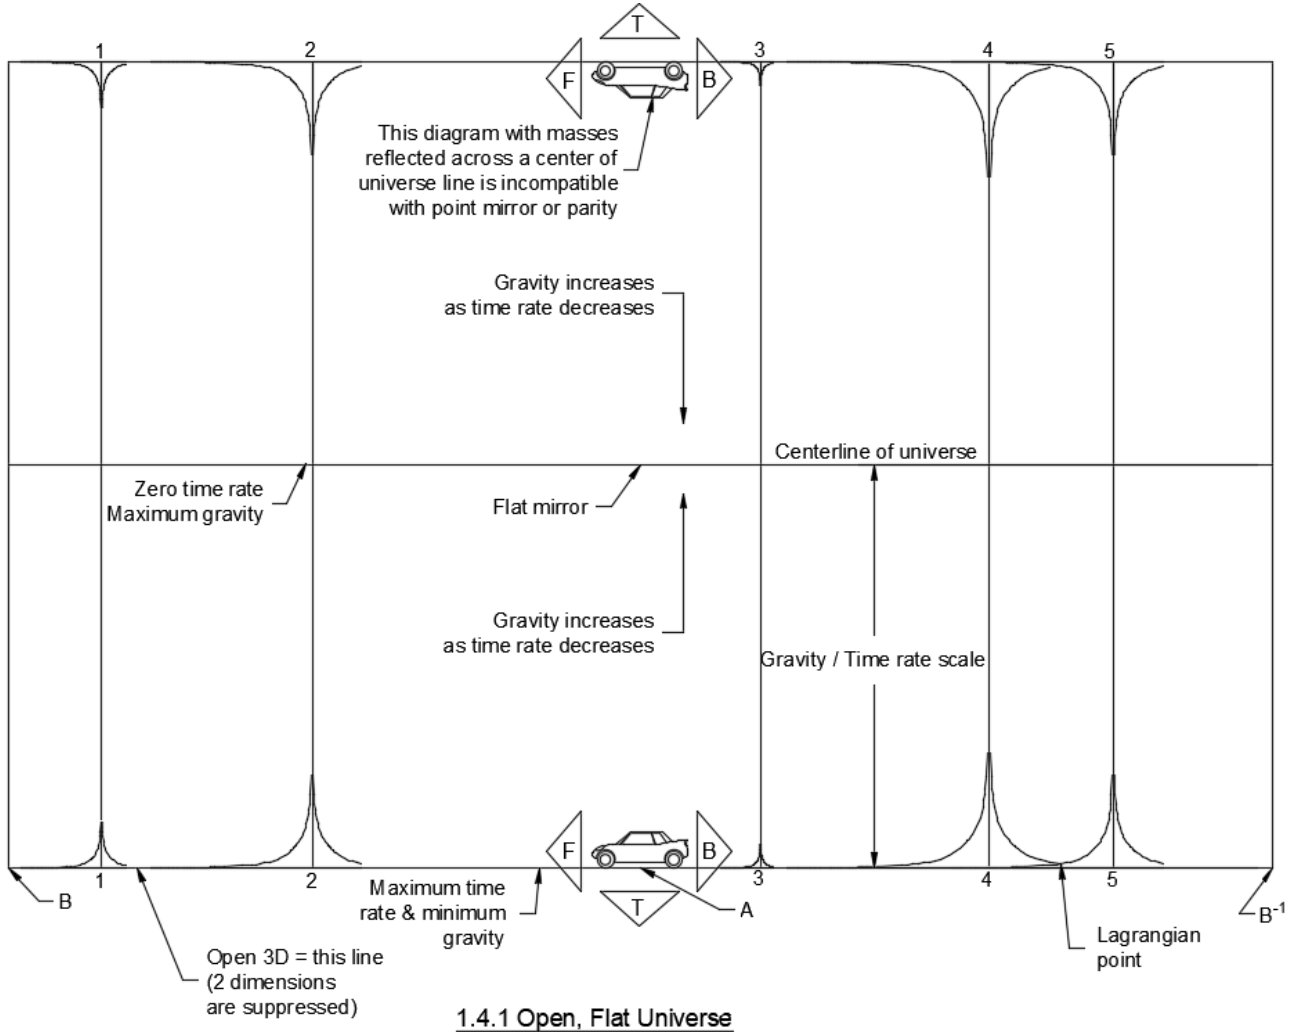 T
1
2
3
4
5
F
B
This diagram with masses
reflected across a center of
universe line is incompatible
with point mirror or parity
Gravity increases
as time rate decreases
Centerline of universe
Zero time rate
Maximum gravity
Flat mirror
Gravity increases
as time rate decreases
Gravity / Time rate scale
F
B
1
2
3
4
5
B
Maximum time
rate & minimum
gravity
T
A
B-1
Lagrangian
point
Open 3D = this line
(2 dimensions
are suppressed)
1.4.1 Open, Flat Universe